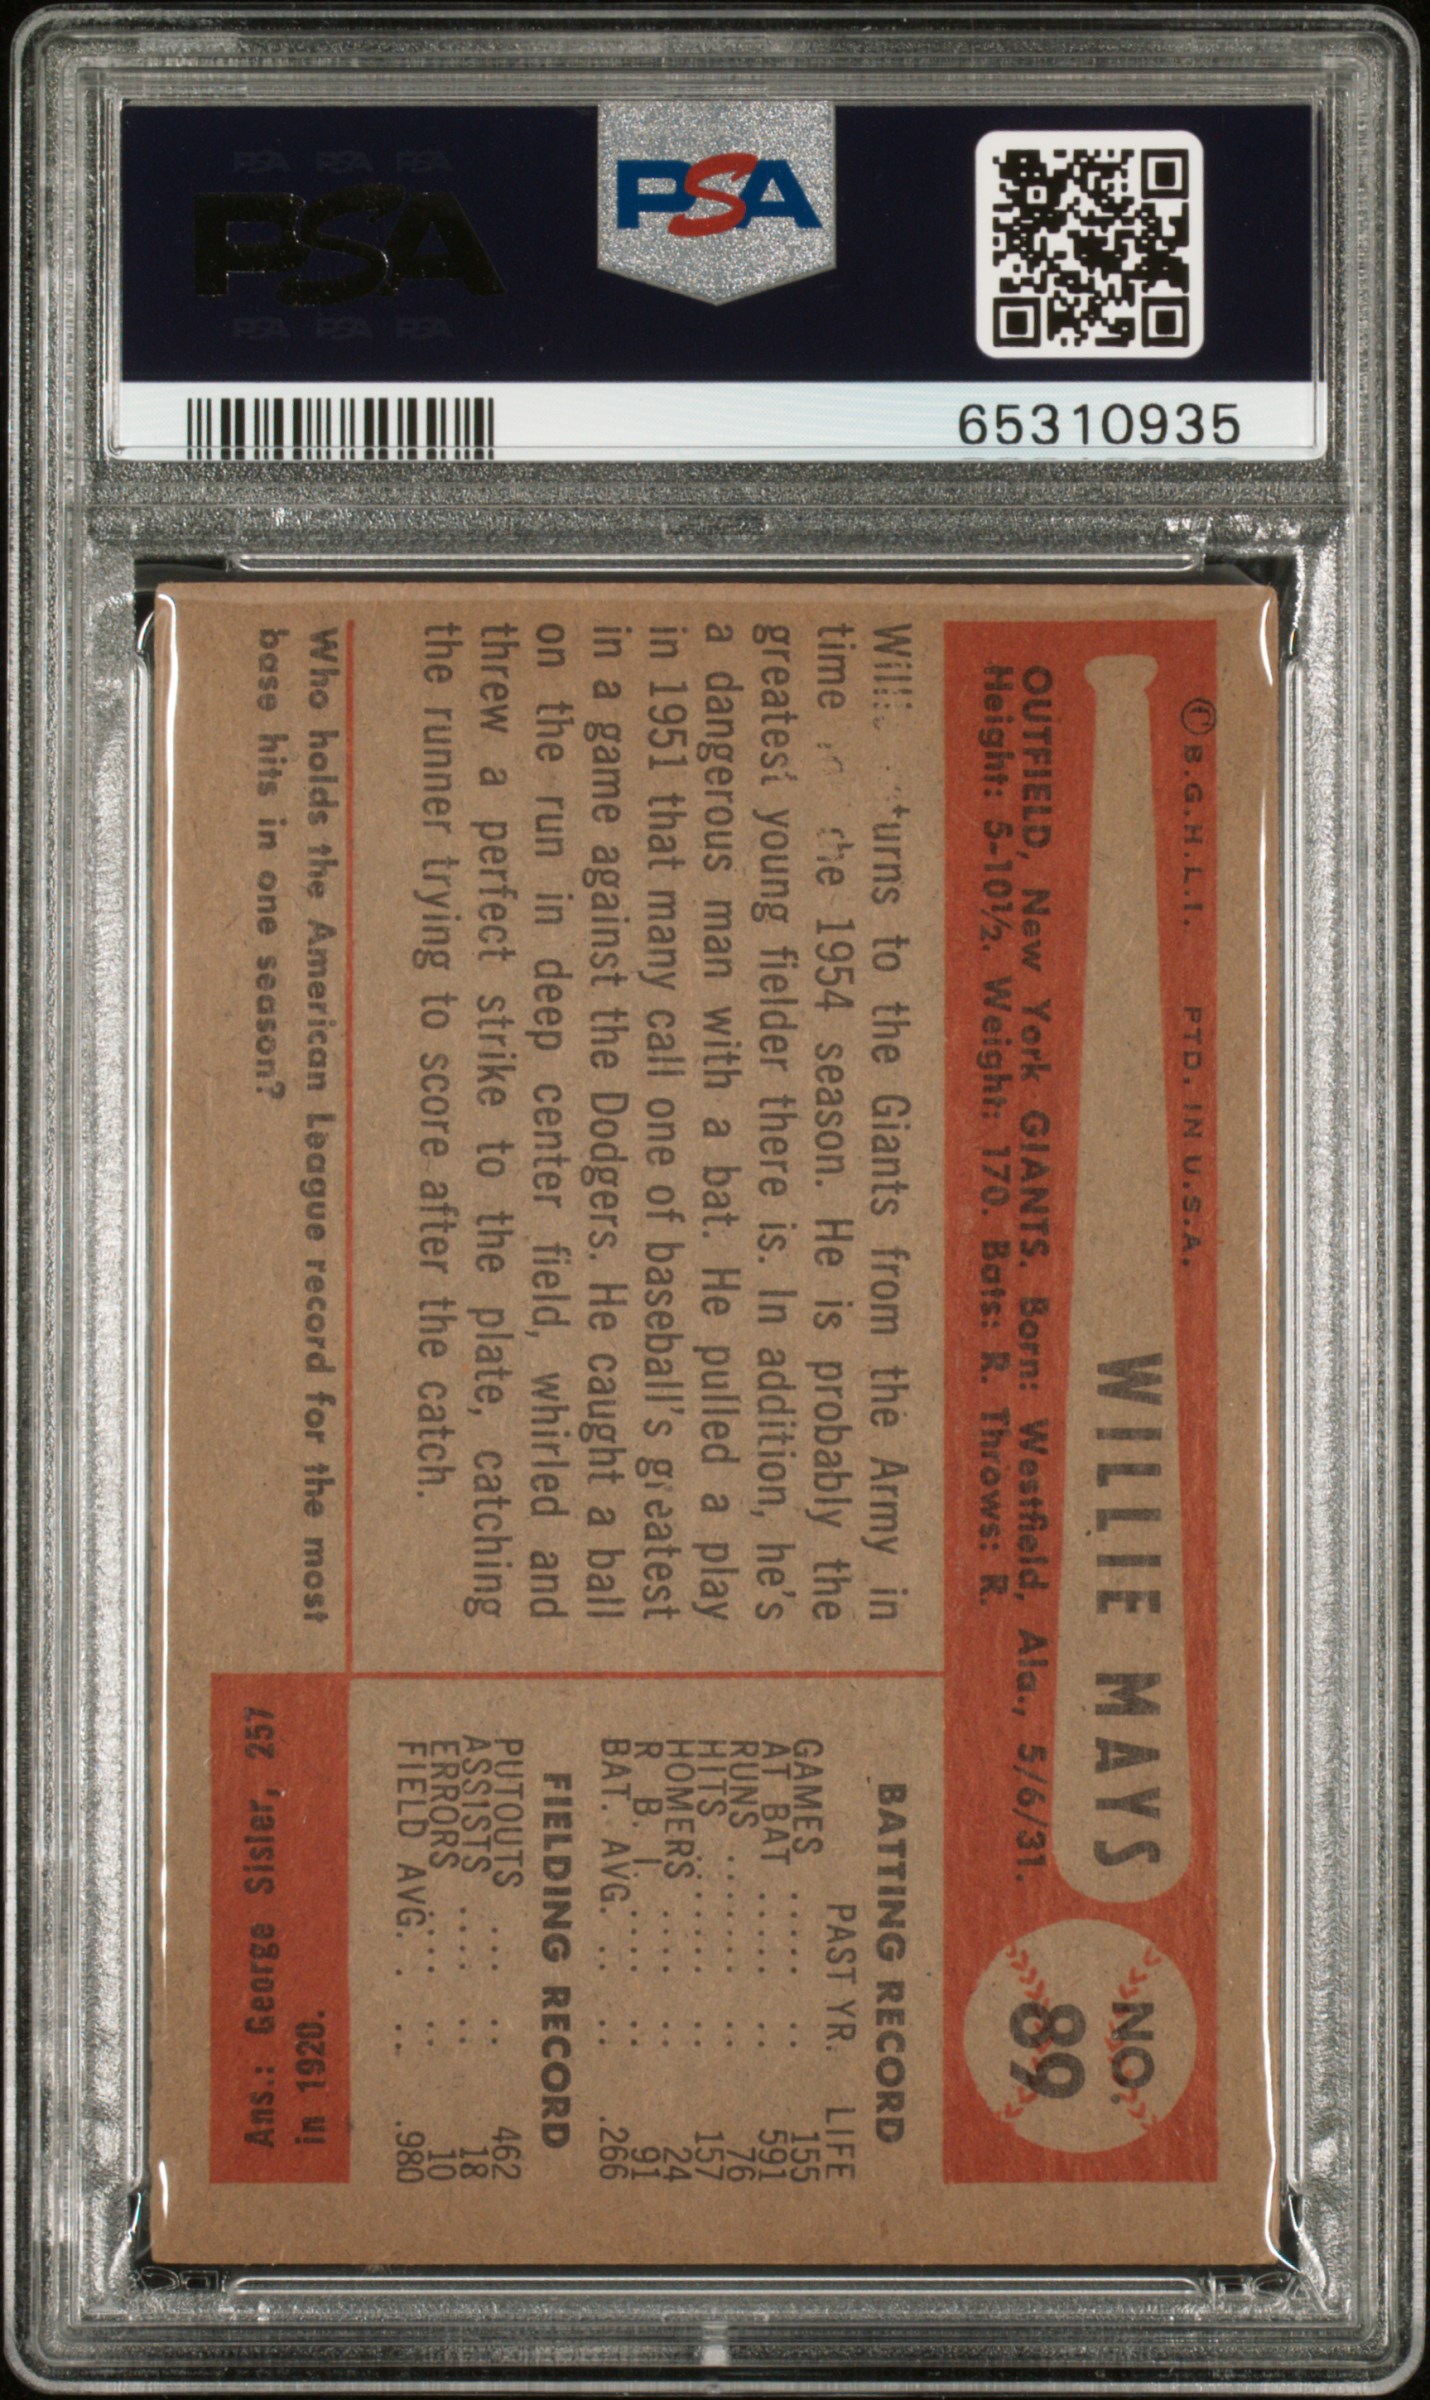 PSA PSA PSA
PSA
PSA PSA PSA
PSA
65310935
© B.G.H.L.I. PTD. IN U.S.A.
WILLIE MAYS
NO.
89
OUTFIELD, New York GIANTS. Born: Westfield, Ala., 5/6/31.
Height: 5-10½. Weight: 170. Bats: R. Throws: R.
to the Giants from the Army in
time 1954 season. He is probably the
greatest young fielder there is. In addition, he's
a dangerous man with a bat. He pulled a play
in 1951 that many call one of baseball's greatest
in a game against the Dodgers. He caught a ball
on the run in deep center field, whirled and
threw a perfect strike to the plate, catching
the runner trying to score after the catch.
BATTING RECORD
PAST YR. LIFE
GAMES ..... .. 155
AT BAT ..... .. 591
RUNS ...... .. 76
HITS ...... .. 157
HOMERS .... .. 24
R. B. I. .... .. 91
BAT. AVG. .. .. .266
FIELDING RECORD
PUTOUTS ... .. 462
ASSISTS .... .. 18
ERRORS .... .. 10
FIELD AVG. . .. .980
Who holds the American League record for the most
base hits in one season?
Ans.: George Sisler, 257
in 1920.